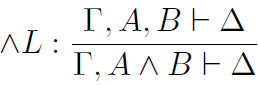 ∧L : Γ, A, B ⊢ Δ
Γ, A ∧ B ⊢ Δ